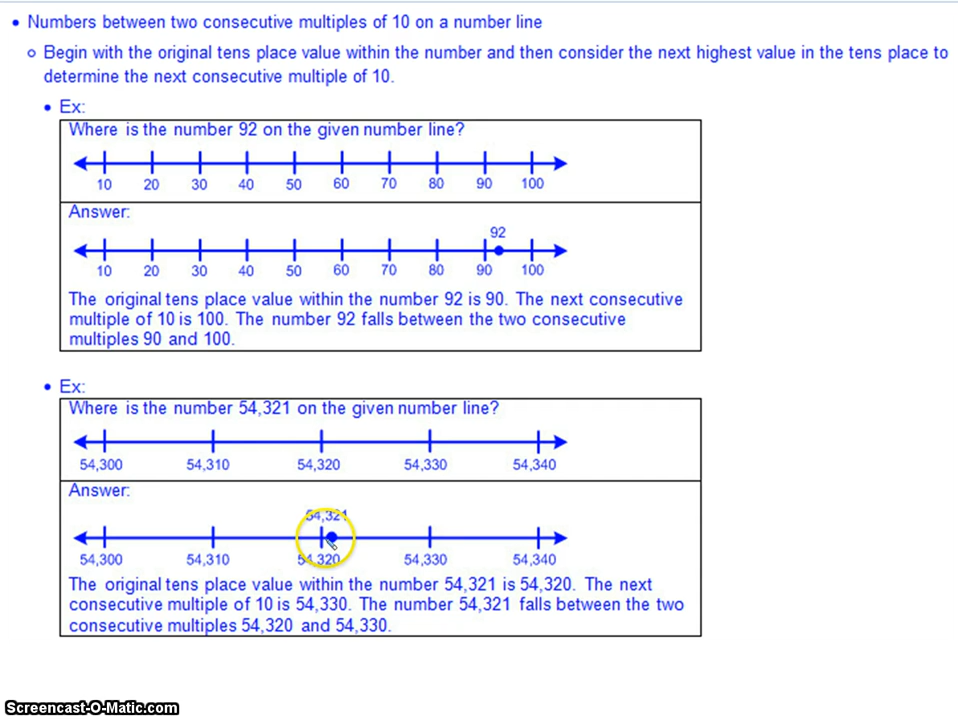 Numbers between two consecutive multiples of 10 on a number line
Begin with the original tens place value within the number and then consider the next highest value in the tens place to
determine the next consecutive multiple of 10.
Ex:
Where is the number 92 on the given number line?
10 20 30 40 50 60 70 80 90 100
Answer:
92
10 20 30 40 50 60 70 80 90 100
The original tens place value within the number 92 is 90. The next consecutive
multiple of 10 is 100. The number 92 falls between the two consecutive
multiples 90 and 100.
Ex:
Where is the number 54,321 on the given number line?
54,300 54,310 54,320 54,330 54,340
Answer:
54,321
54,300 54,310 54,320 54,330 54,340
The original tens place value within the number 54,321 is 54,320. The next
consecutive multiple of 10 is 54,330. The number 54,321 falls between the two
consecutive multiples 54,320 and 54,330.
Screencast-O-Matic.com